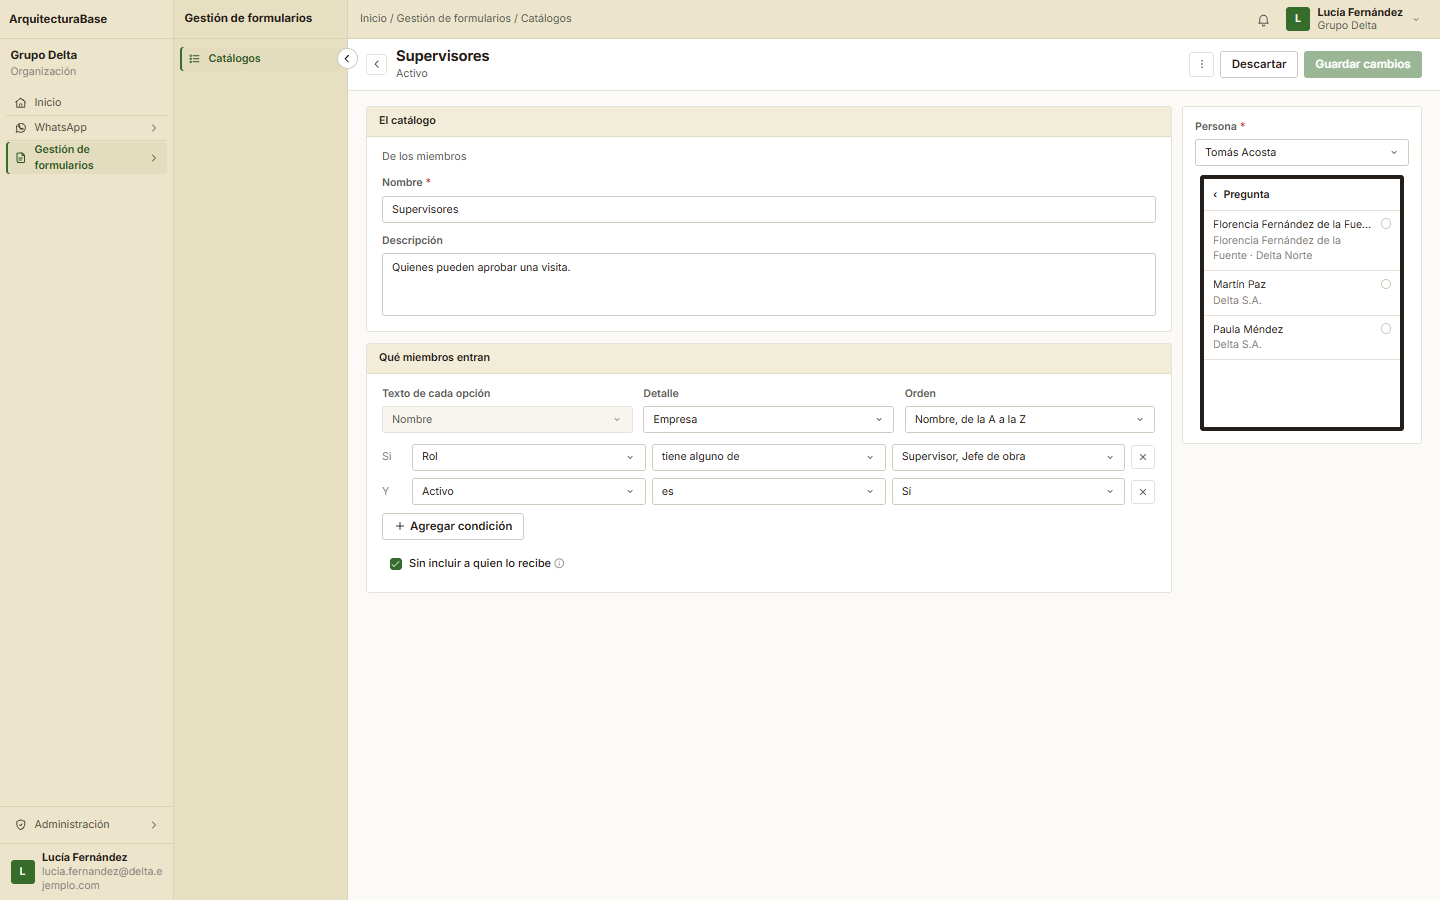 ArquitecturaBase
Grupo Delta
Organización
Inicio
WhatsApp
Gestión de
formularios
Administración
L
Lucía Fernández
lucia.fernandez@delta.e
jemplo.com
Gestión de formularios
Catálogos
Inicio / Gestión de formularios / Catálogos
L
Lucía Fernández
Grupo Delta
Supervisores
Activo
Descartar
Guardar cambios
El catálogo
De los miembros
Nombre *
Supervisores
Descripción
Quienes pueden aprobar una visita.
Qué miembros entran
Texto de cada opción
Detalle
Orden
Nombre
Empresa
Nombre, de la A a la Z
Si
Rol
tiene alguno de
Supervisor, Jefe de obra
Y
Activo
es
Sí
Agregar condición
Sin incluir a quien lo recibe
Persona *
Tomás Acosta
Pregunta
Florencia Fernández de la Fue...
Florencia Fernández de la
Fuente · Delta Norte
Martín Paz
Delta S.A.
Paula Méndez
Delta S.A.